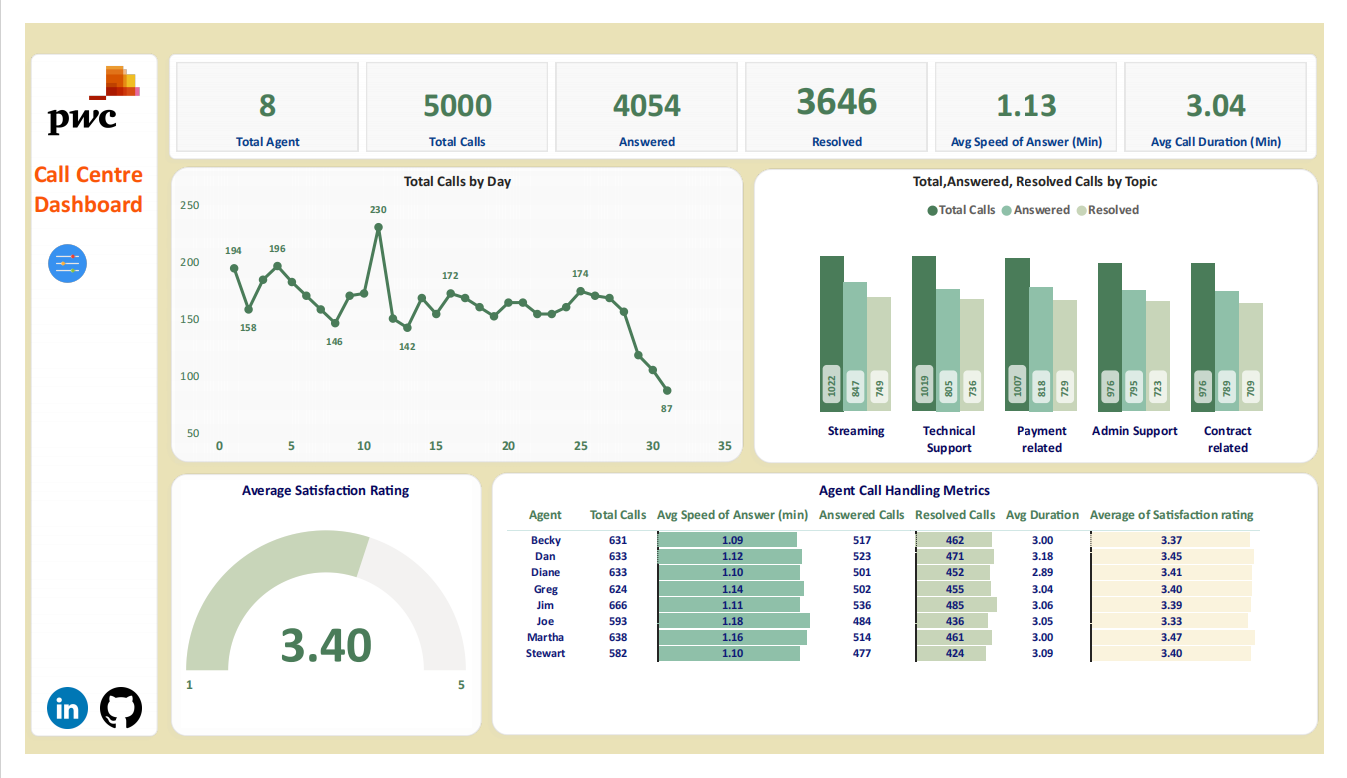 pwc
Call Centre
Dashboard
in
8
Total Agent
5000
Total Calls
4054
Answered
3646
Resolved
1.13
Avg Speed of Answer (Min)
3.04
Avg Call Duration (Min)
Total Calls by Day
250
200
150
100
50
0 5 10 15 20 25 30 35
194
158
196
146
230
142
172
174
87
Total,Answered, Resolved Calls by Topic
Total Calls Answered Resolved
1022 847 749
1019 805 736
1007 818 729
976 795 723
976 789 709
Streaming
Technical
Support
Payment
related
Admin Support
Contract
related
Average Satisfaction Rating
3.40
1 5
Agent Call Handling Metrics
Agent Total Calls Avg Speed of Answer (min) Answered Calls Resolved Calls Avg Duration Average of Satisfaction rating
Becky 631 1.09 517 462 3.00 3.37
Dan 633 1.12 523 471 3.18 3.45
Diane 633 1.10 501 452 2.89 3.41
Greg 624 1.14 502 455 3.04 3.40
Jim 666 1.11 536 485 3.06 3.39
Joe 593 1.18 484 436 3.05 3.33
Martha 638 1.16 514 461 3.00 3.47
Stewart 582 1.10 477 424 3.09 3.40